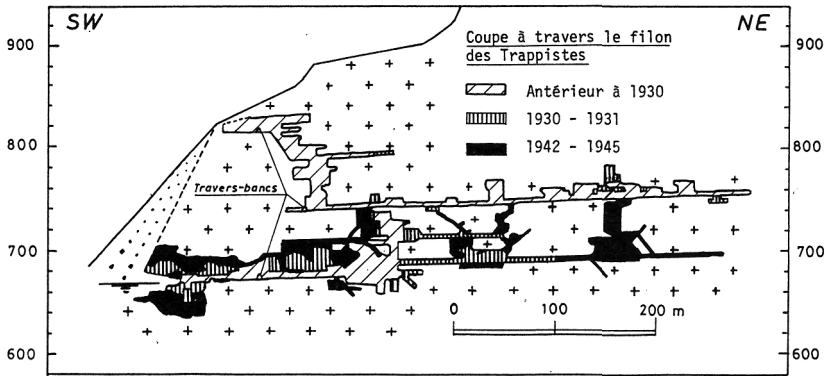 SW
NE
Coupe à travers le filon
des Trappistes
Antérieur à 1930
1930 - 1931
1942 - 1945
Travers-bancs
900
800
700
600
900
800
700
600
0 100 200 m